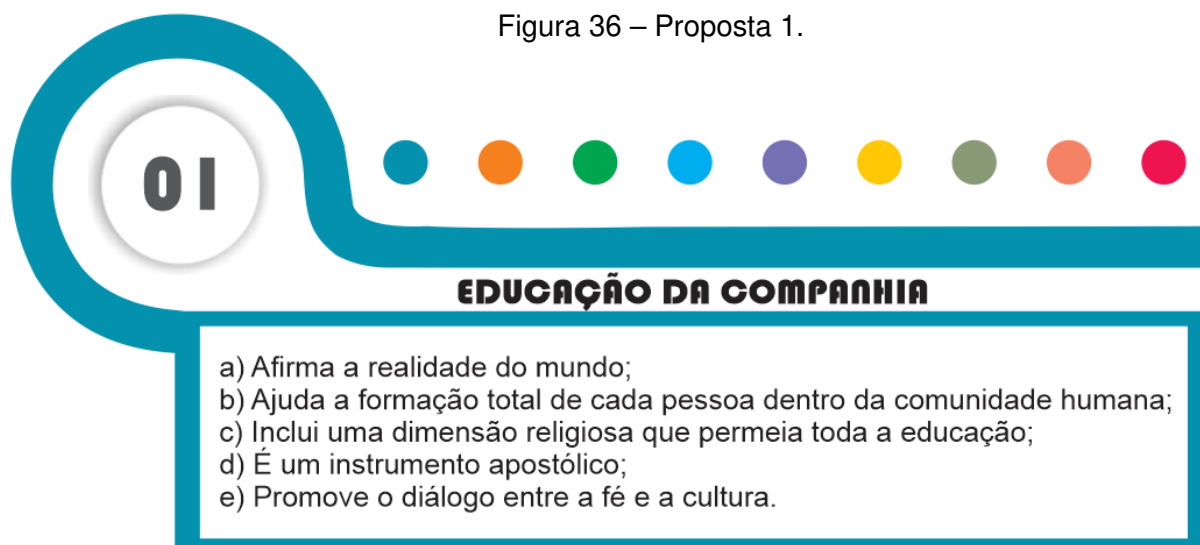 Figura 36 – Proposta 1.
01
EDUCAÇÃO DA COMPANHIA
a) Afirma a realidade do mundo;
b) Ajuda a formação total de cada pessoa dentro da comunidade humana;
c) Inclui uma dimensão religiosa que permeia toda a educação;
d) É um instrumento apostólico;
e) Promove o diálogo entre a fé e a cultura.